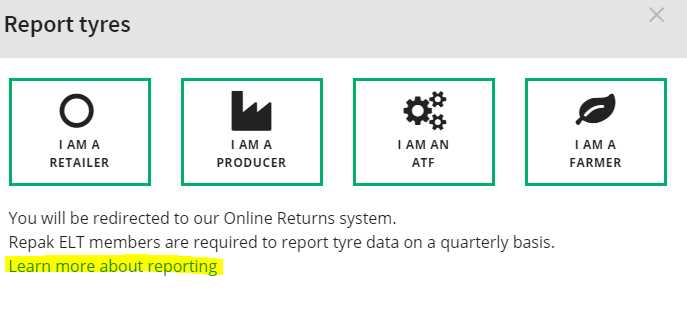 Report tyres
I AM A
RETAILER
I AM A
PRODUCER
I AM AN
ATF
I AM A
FARMER
You will be redirected to our Online Returns system.
Repak ELT members are required to report tyre data on a quarterly basis.
Learn more about reporting